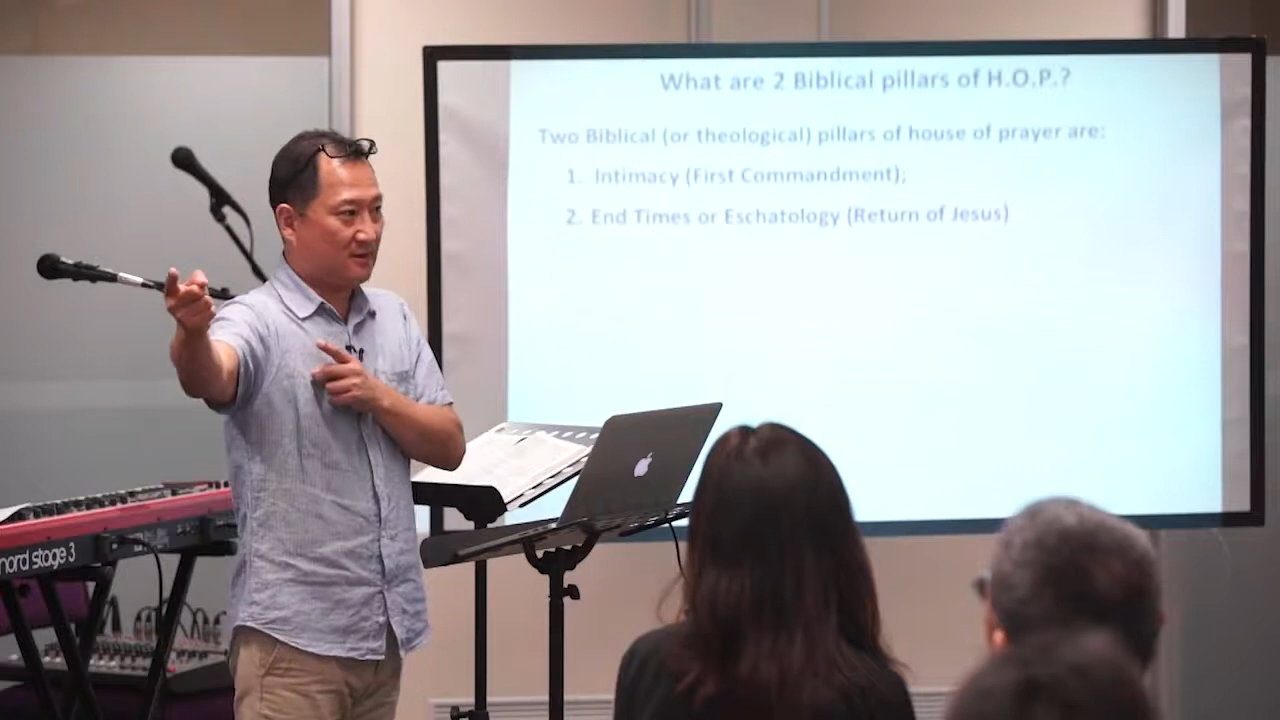 What are 2 Biblical pillars of H.O.P.?
Two Biblical (or theological) pillars of house of prayer are:
1. Intimacy (First Commandment);
2. End Times or Eschatology (Return of Jesus)
nord stage 3